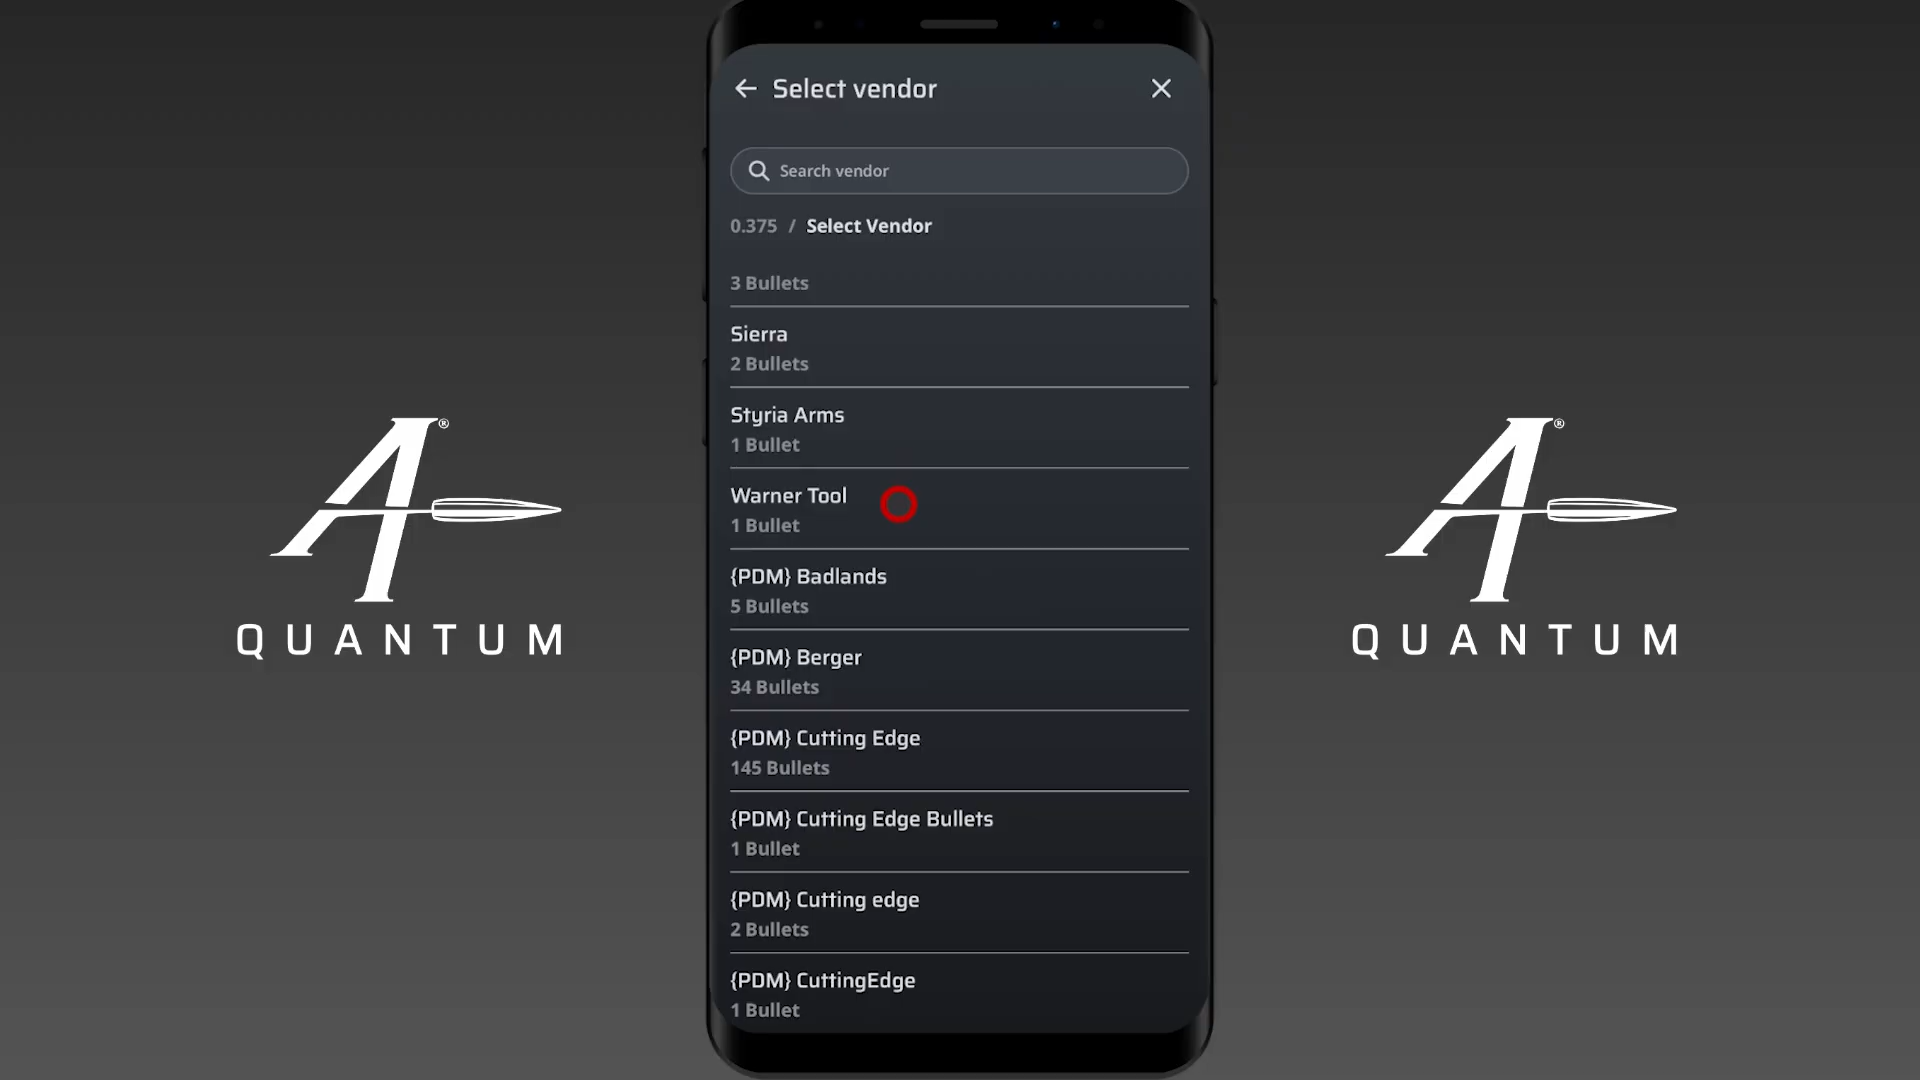 Select vendor
Search vendor
0.375 / Select Vendor
3 Bullets
Sierra
2 Bullets
Styria Arms
1 Bullet
Warner Tool
1 Bullet
{PDM} Badlands
5 Bullets
{PDM} Berger
34 Bullets
{PDM} Cutting Edge
145 Bullets
{PDM} Cutting Edge Bullets
1 Bullet
{PDM} Cutting edge
2 Bullets
{PDM} CuttingEdge
1 Bullet
A®
QUANTUM
A®
QUANTUM